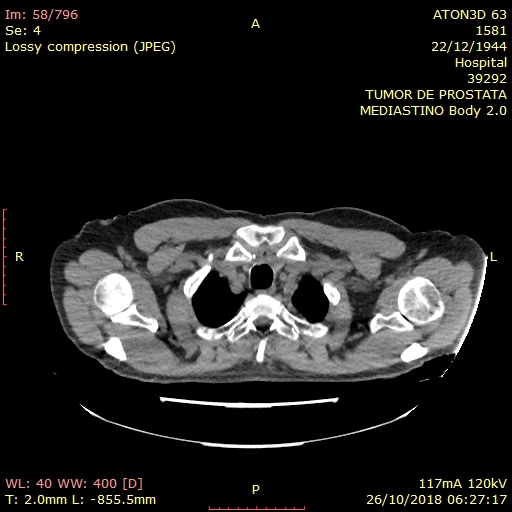 Im: 58/796
Se: 4
Lossy compression (JPEG)
A
ATON3D 63
1581
22/12/1944
Hospital
39292
TUMOR DE PROSTATA
MEDIASTINO Body 2.0
R
L
WL: 40 WW: 400 [D]
T: 2.0mm L: -855.5mm
P
117mA 120kV
26/10/2018 06:27:17